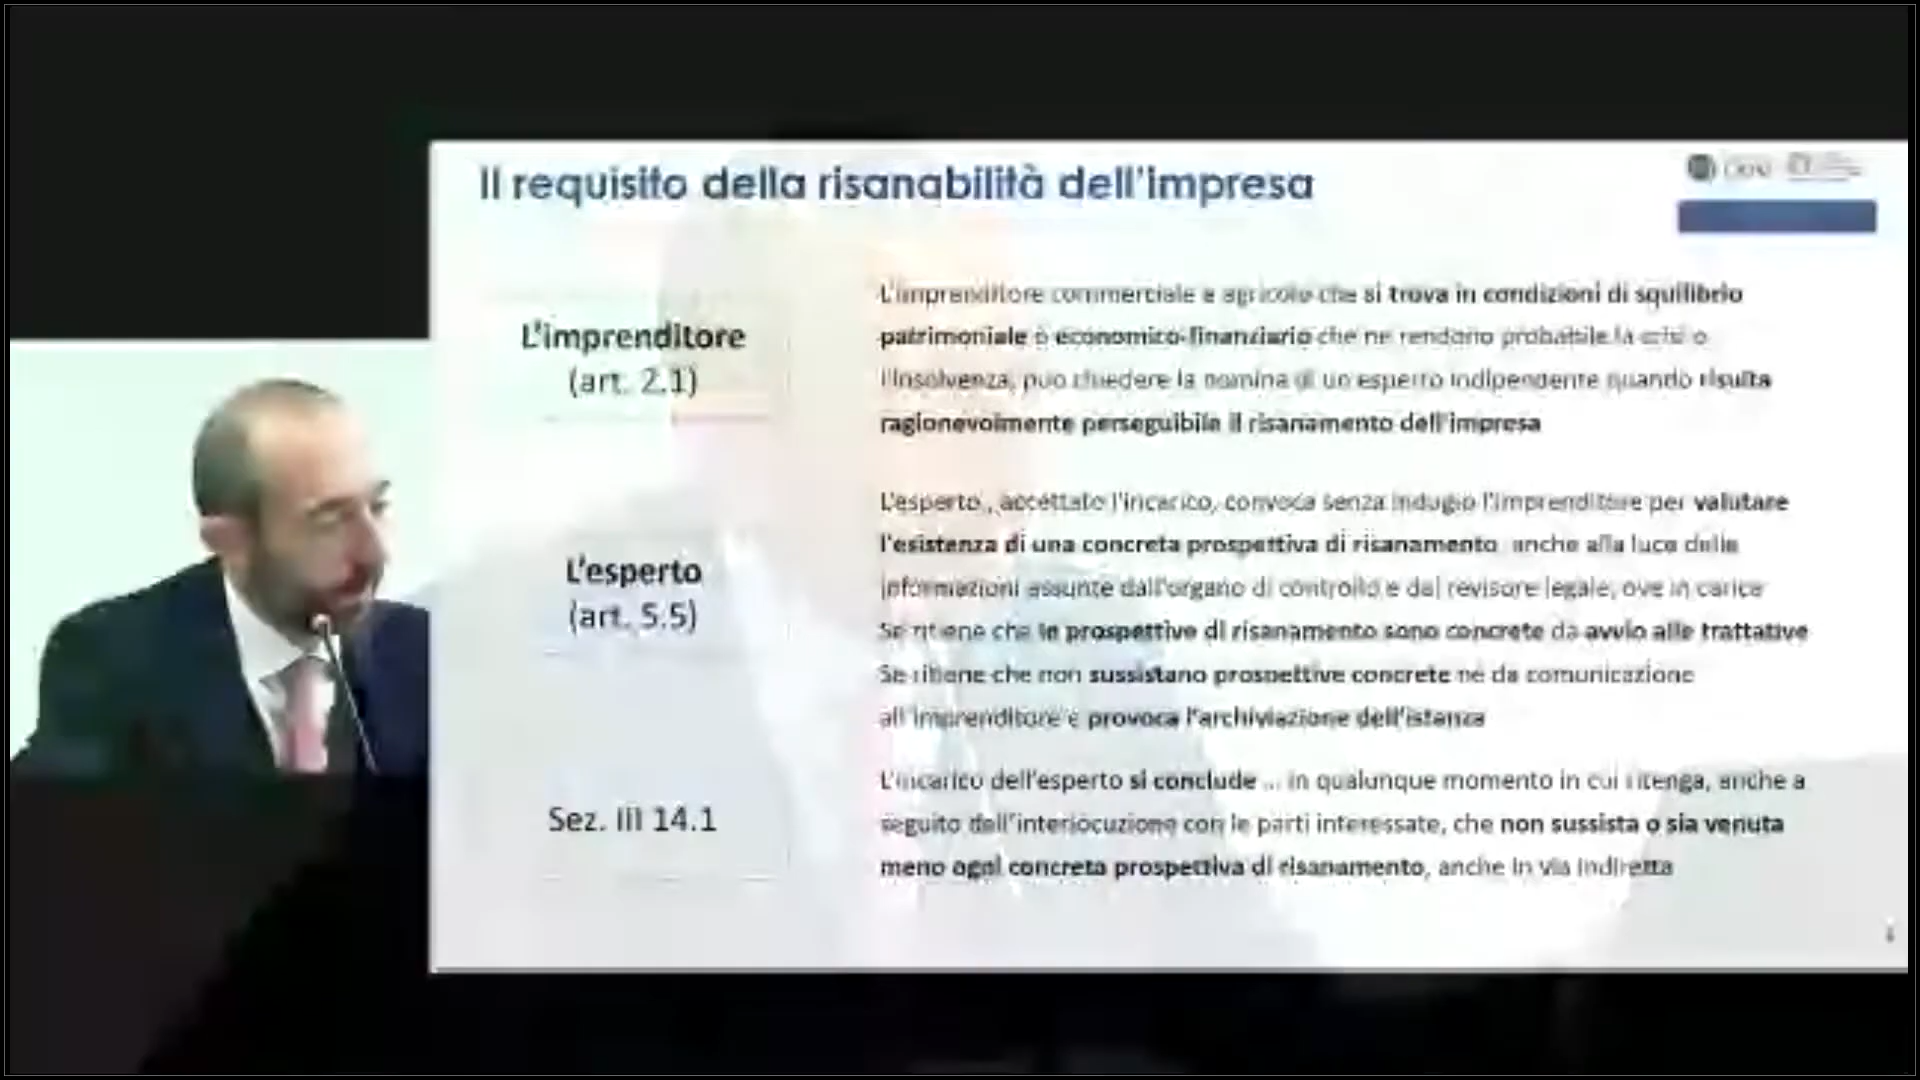 Il requisito della risanabilità dell'impresa
L'imprenditore
(art. 2.1)
L'imprenditore commerciale e agricolo che si trova in condizioni di squilibrio
patrimoniale o economico-finanziario che ne rendono probabile la crisi o
l'insolvenza, può chiedere la nomina di un esperto indipendente quando risulta
ragionevolmente perseguibile il risanamento dell'impresa
L'esperto
(art. 5.5)
L'esperto, accettato l'incarico, convoca senza indugio l'imprenditore per valutare
l'esistenza di una concreta prospettiva di risanamento anche alla luce delle
informazioni assunte dall'organo di controllo e dal revisore legale, ove in carica
Se ritiene che le prospettive di risanamento sono concrete da avvio alle trattative
Se ritiene che non sussistano prospettive concrete ne da comunicazione
all'imprenditore e provoca l'archiviazione dell'istanza
Sez. III 14.1
L'incarico dell'esperto si conclude ... in qualunque momento in cui ritenga, anche a
seguito dell'interlocuzione con le parti interessate, che non sussista o sia venuta
meno ogni concreta prospettiva di risanamento, anche in via indiretta